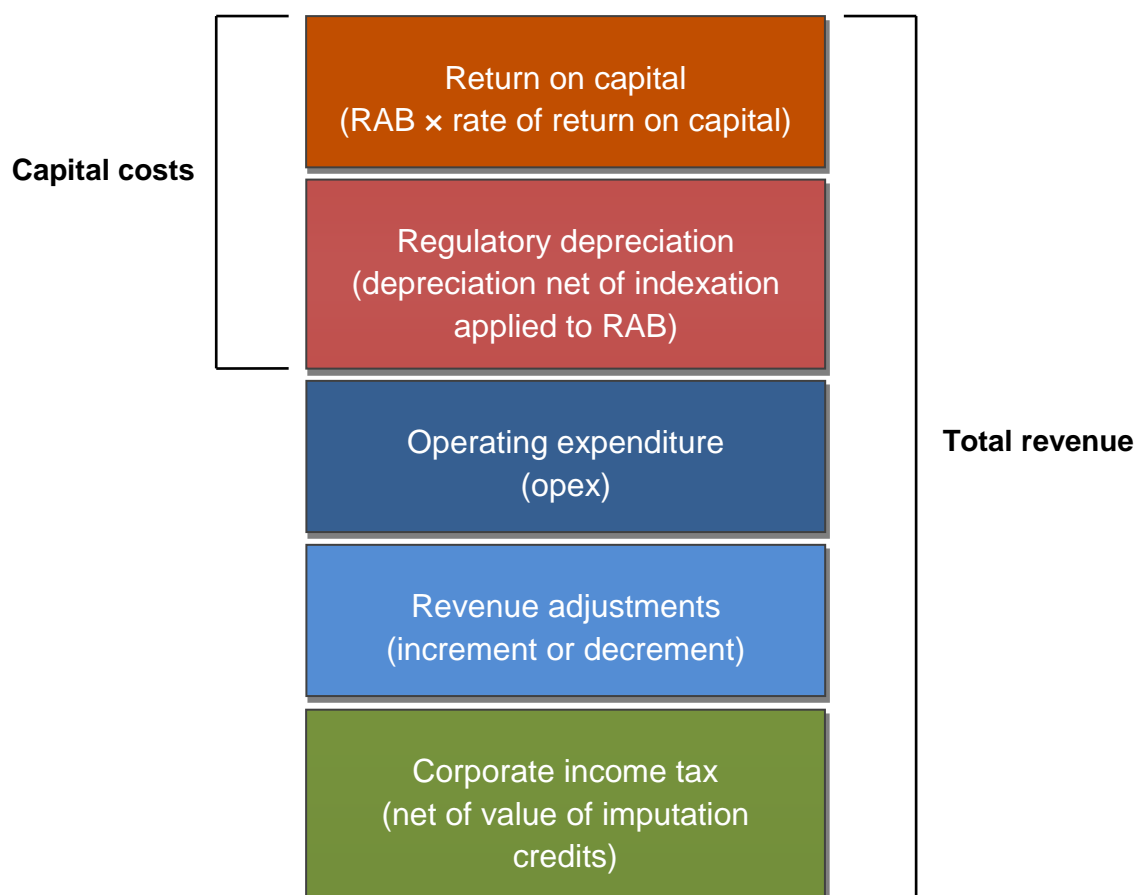 Return on capital
(RAB × rate of return on capital)
Capital costs
Regulatory depreciation
(depreciation net of indexation
applied to RAB)
Operating expenditure
(opex)
Total revenue
Revenue adjustments
(increment or decrement)
Corporate income tax
(net of value of imputation
credits)